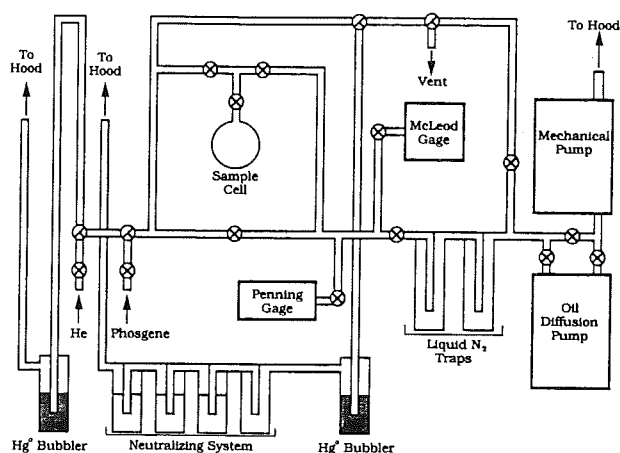 To
Hood
To
Hood
To
Hood
Vent
McLeod
Gage
Mechanical
Pump
Sample
Cell
Penning
Gage
He
Phosgene
Liquid N₂
Traps
Oil
Diffusion
Pump
Hg° Bubbler
Neutralizing System
Hg° Bubbler